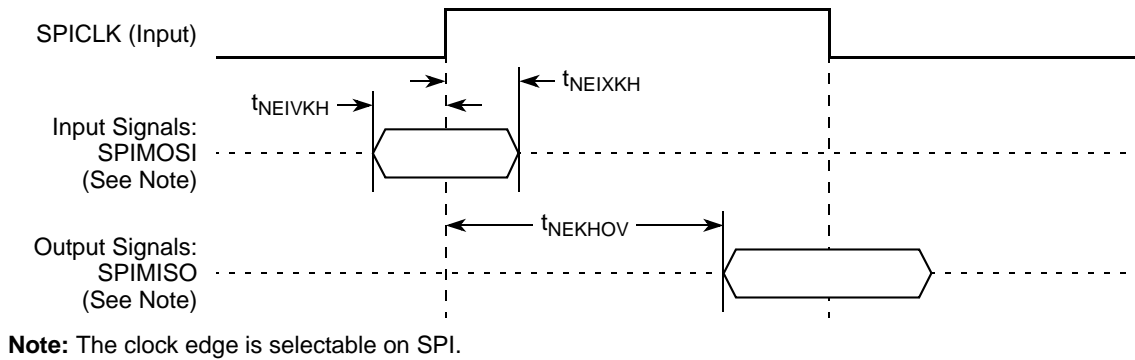 SPICLK (Input)
tNEIXKH
tNEIVKH
Input Signals:
SPIMOSI
(See Note)
tNEKHOV
Output Signals:
SPIMISO
(See Note)
Note: The clock edge is selectable on SPI.